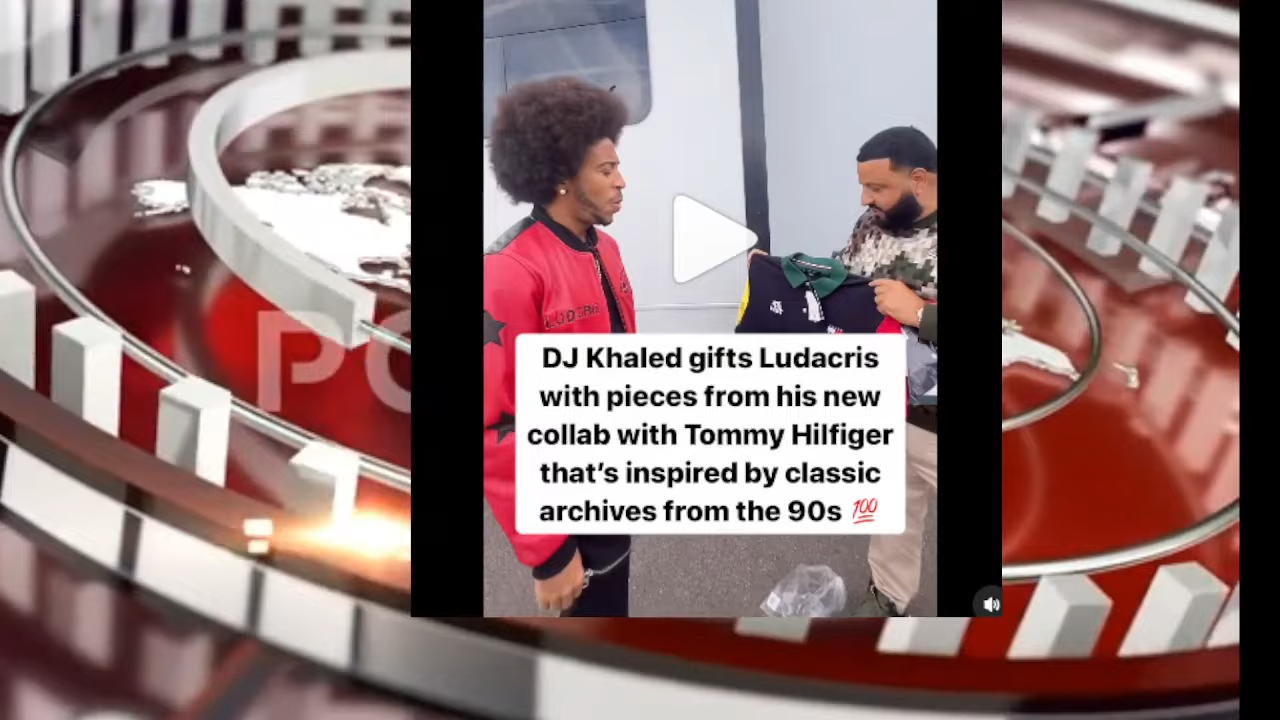 DJ Khaled gifts Ludacris
with pieces from his new
collab with Tommy Hilfiger
that's inspired by classic
archives from the 90s 💯